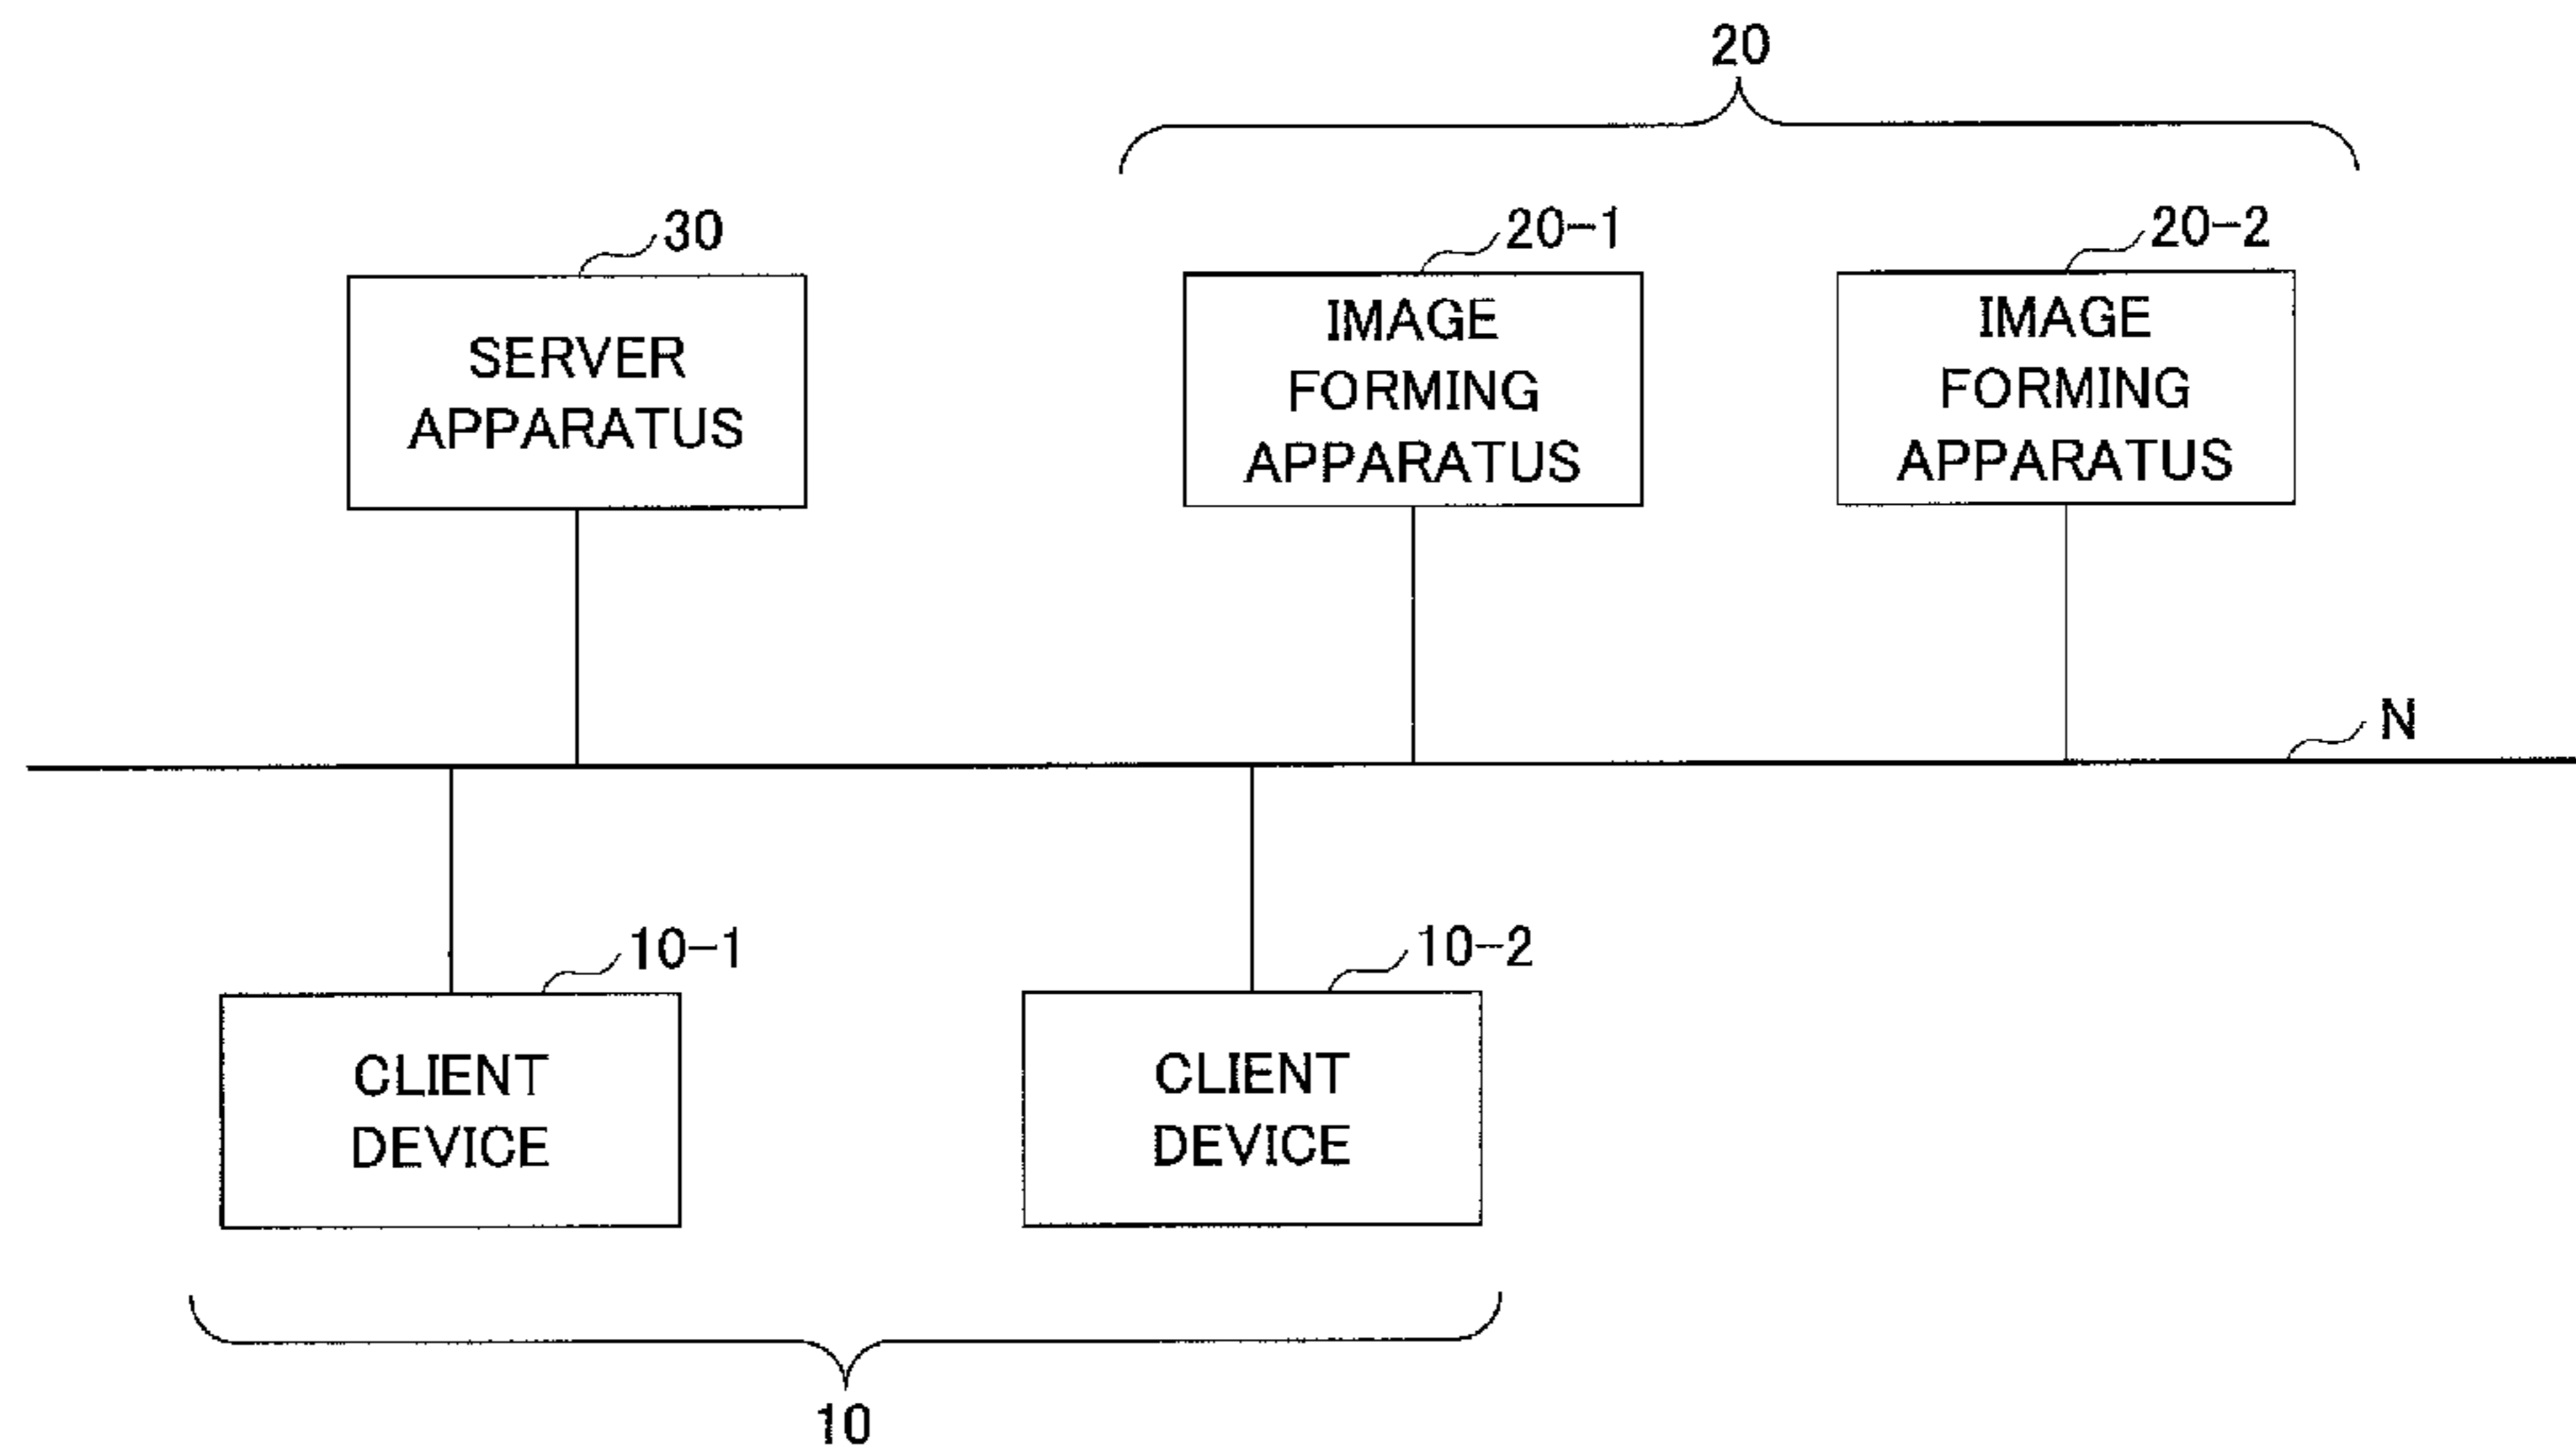 20
30
SERVER
APPARATUS
20-1
IMAGE
FORMING
APPARATUS
20-2
IMAGE
FORMING
APPARATUS
N
10-1
CLIENT
DEVICE
10-2
CLIENT
DEVICE
10